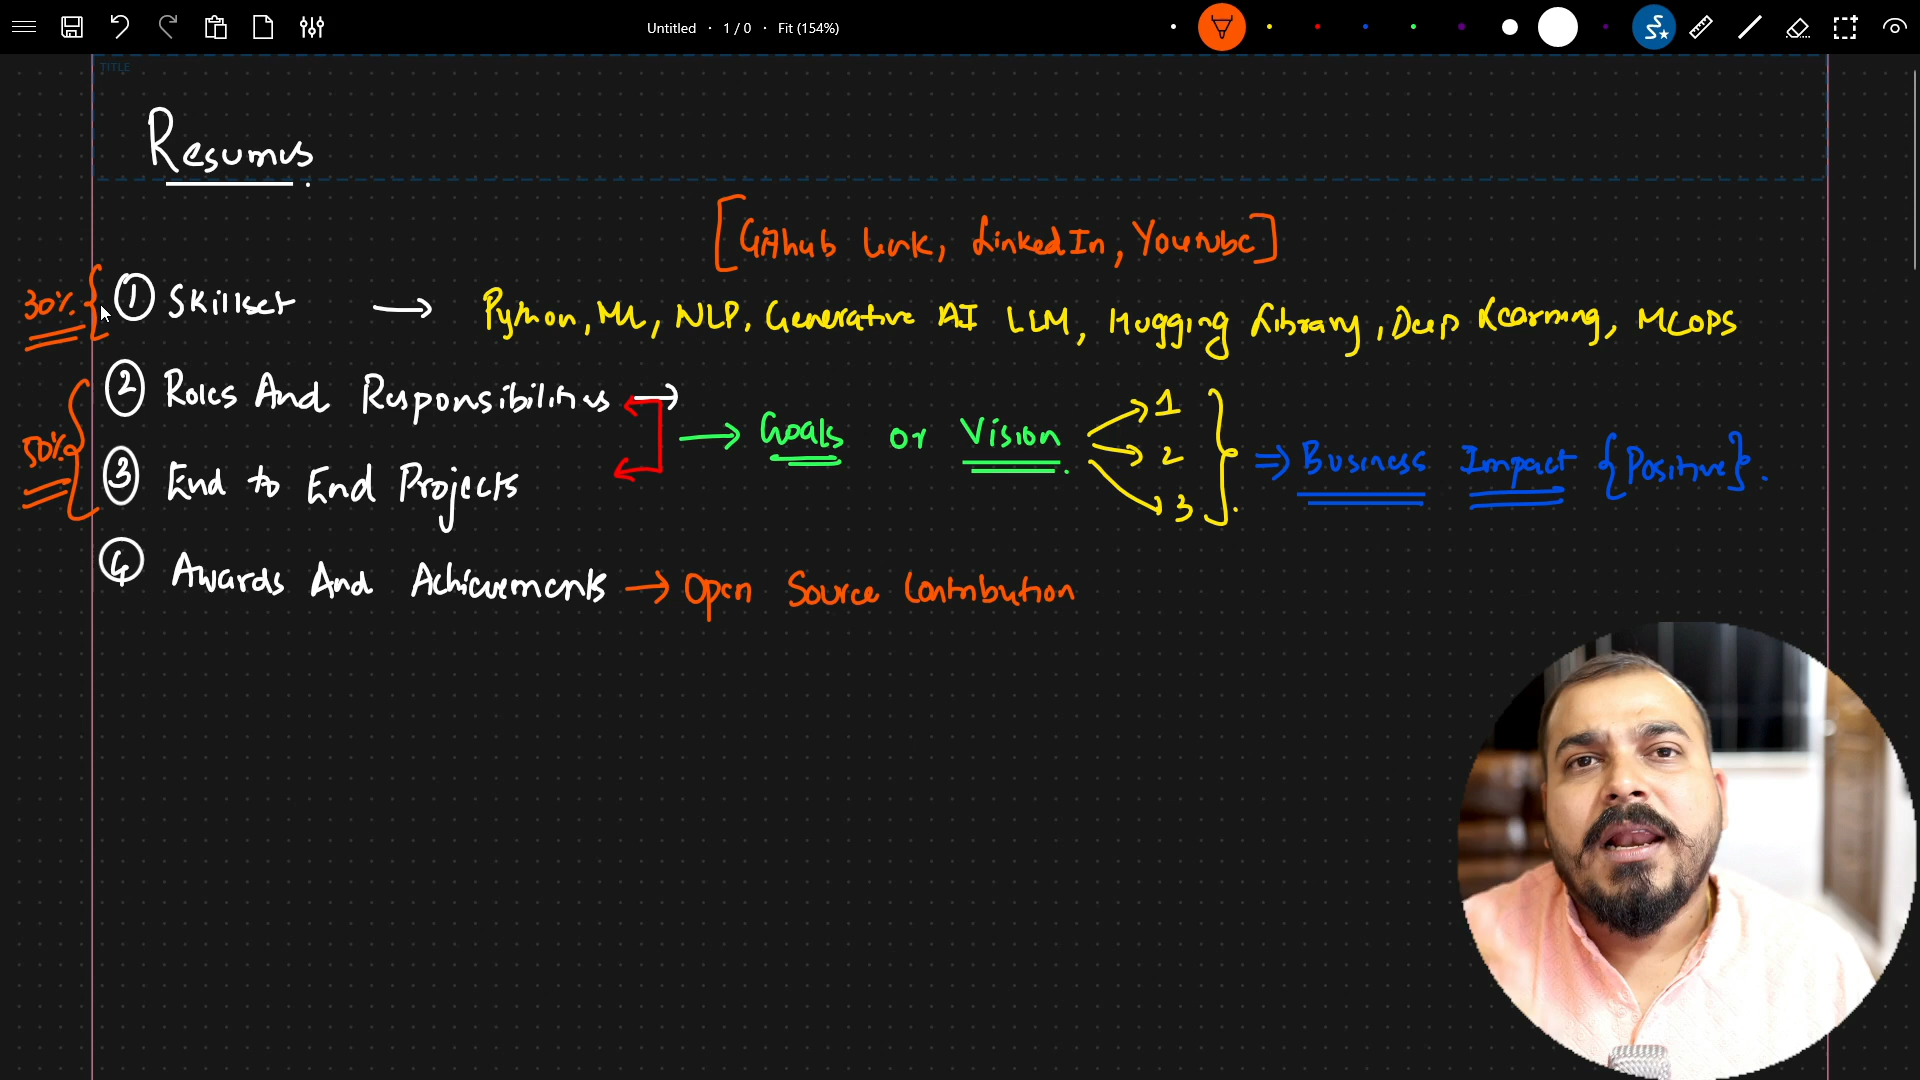 Untitled · 1 / 0 · Fit (154%)
TITLE
Resumes
[Github link, LinkedIn, Youtube]
30% { ① Skillset → Python, ML, NLP, Generative AI LLM, Hugging Library, Deep Learning, MLOPS
50% { ② Roles And Responsibilities →
→ Goals or Vision. → 1 → 2 → 3 }. ⇒ Business Impact {Positive}.
③ End to End Projects
④ Awards And Achievements → Open Source Contribution